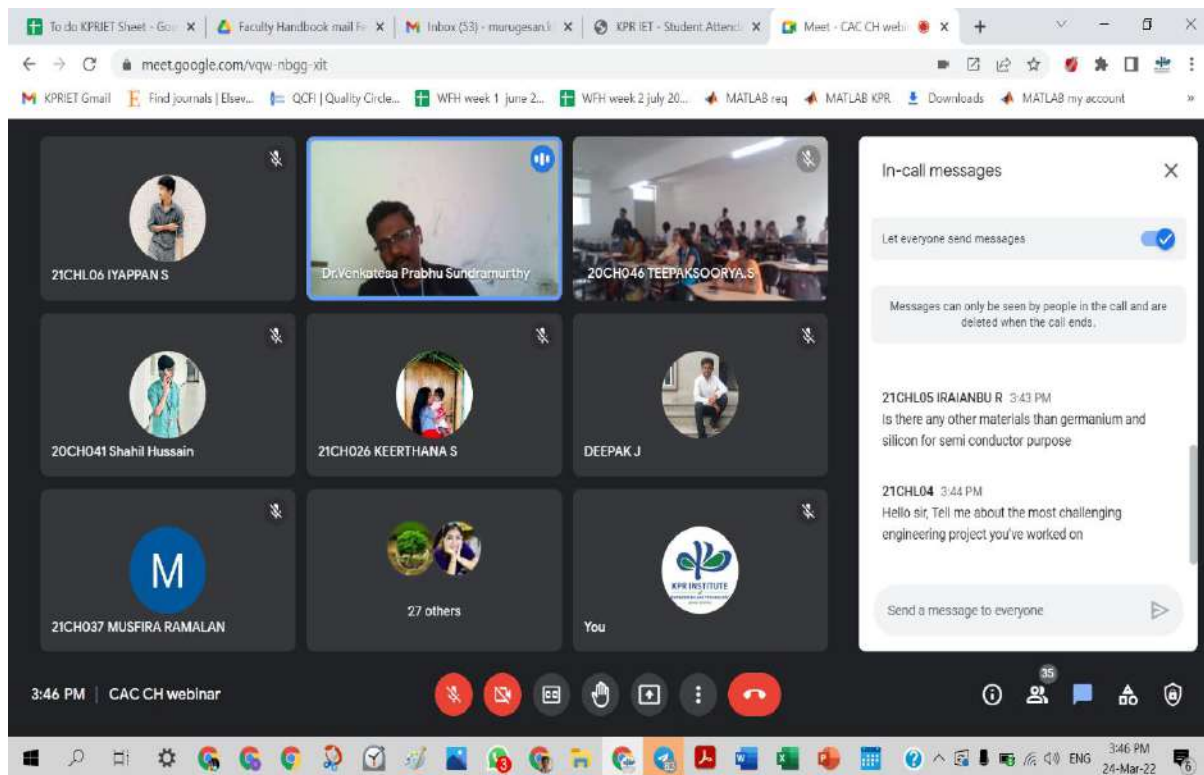 To do KPRIET Sheet - Goo
Faculty Handbook mail Fe
Inbox (53) - murugesan.k
KPR IET - Student Attend
Meet - CAC CH webi
meet.google.com/vqw-nbgg-xit
KPRIET Gmail
Find journals | Elsev...
QCFI | Quality Circle...
WFH week 1 june 2...
WFH week 2 july 20...
MATLAB req
MATLAB KPR
Downloads
MATLAB my account
21CHL06 IYAPPAN S
Dr.Venkatesa Prabhu Sundramurthy
20CH046 TEEPAKSOORYA.S
20CH041 Shahil Hussain
21CH026 KEERTHANA S
DEEPAK J
M
21CH037 MUSFIRA RAMALAN
27 others
KPR INSTITUTE
You
In-call messages
Let everyone send messages
Messages can only be seen by people in the call and are
deleted when the call ends.
21CHL05 IRAIANBU R 3:43 PM
Is there any other materials than germanium and
silicon for semi conductor purpose
21CHL04 3:44 PM
Hello sir, Tell me about the most challenging
engineering project you've worked on
Send a message to everyone
3:46 PM | CAC CH webinar
35
ENG
3:46 PM
24-Mar-22